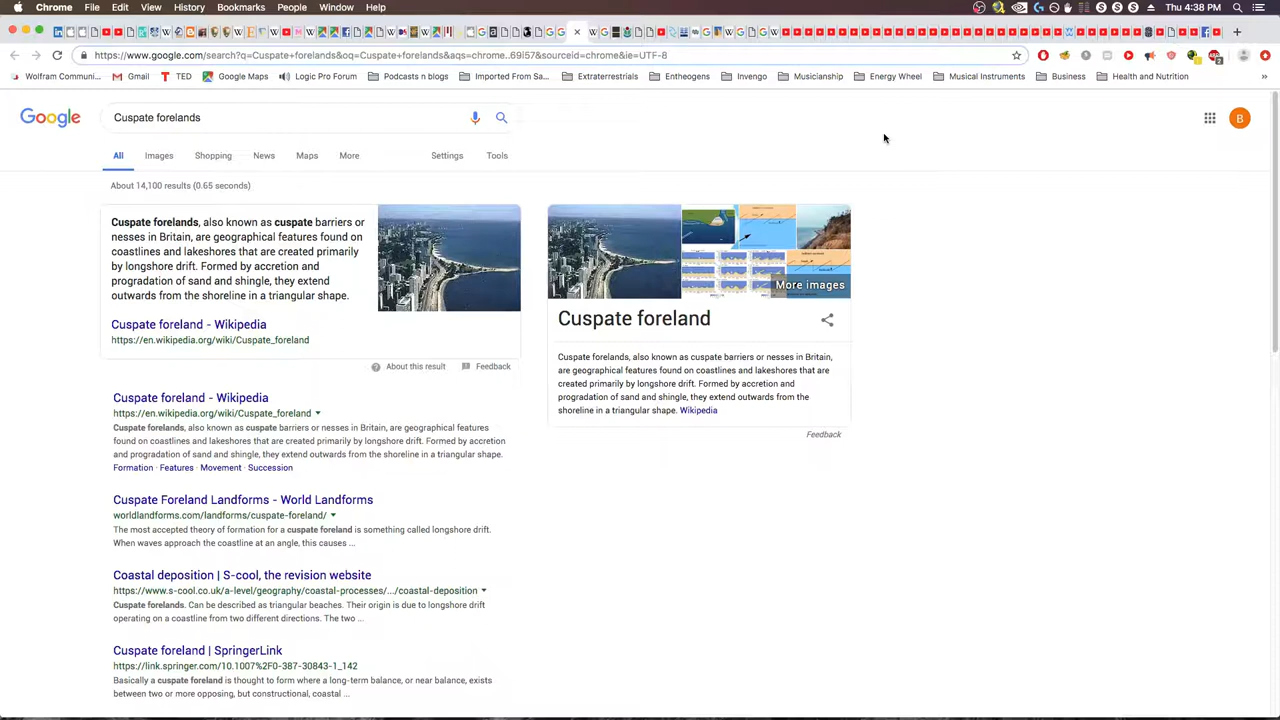 Chrome File Edit View History Bookmarks People Window Help Thu 4:38 PM
https://www.google.com/search?q=Cuspate+forelands&oq=Cuspate+forelands&aqs=chrome..69i57&sourceid=chrome&ie=UTF-8
Wolfram Communi... Gmail TED Google Maps Logic Pro Forum Podcasts n blogs Imported From Sa... Extraterrestrials Entheogens Invengo Musicianship Energy Wheel Musical Instruments Business Health and Nutrition »
Google Cuspate forelands B
All Images Shopping News Maps More Settings Tools
About 14,100 results (0.65 seconds)
Cuspate forelands, also known as cuspate barriers or
nesses in Britain, are geographical features found on
coastlines and lakeshores that are created primarily
by longshore drift. Formed by accretion and
progradation of sand and shingle, they extend
outwards from the shoreline in a triangular shape.
Cuspate foreland - Wikipedia
https://en.wikipedia.org/wiki/Cuspate_foreland
About this result Feedback
Cuspate foreland - Wikipedia
https://en.wikipedia.org/wiki/Cuspate_foreland
Cuspate forelands, also known as cuspate barriers or nesses in Britain, are geographical features
found on coastlines and lakeshores that are created primarily by longshore drift. Formed by accretion
and progradation of sand and shingle, they extend outwards from the shoreline in a triangular shape.
Formation · Features · Movement · Succession
Cuspate Foreland Landforms - World Landforms
worldlandforms.com/landforms/cuspate-foreland/
The most accepted theory of formation for a cuspate foreland is something called longshore drift.
When waves approach the coastline at an angle, this causes ...
Coastal deposition | S-cool, the revision website
https://www.s-cool.co.uk/a-level/geography/coastal-processes/.../coastal-deposition
Cuspate forelands. Can be described as triangular beaches. Their origin is due to longshore drift
operating on a coastline from two different directions. The two ...
Cuspate foreland | SpringerLink
https://link.springer.com/10.1007%2F0-387-30843-1_142
Basically a cuspate foreland is thought to form where a long-term balance, or near balance, exists
between two or more opposing, but constructional, coastal ...
More images
Cuspate foreland
Cuspate forelands, also known as cuspate barriers or nesses in Britain,
are geographical features found on coastlines and lakeshores that are
created primarily by longshore drift. Formed by accretion and
progradation of sand and shingle, they extend outwards from the
shoreline in a triangular shape. Wikipedia
Feedback